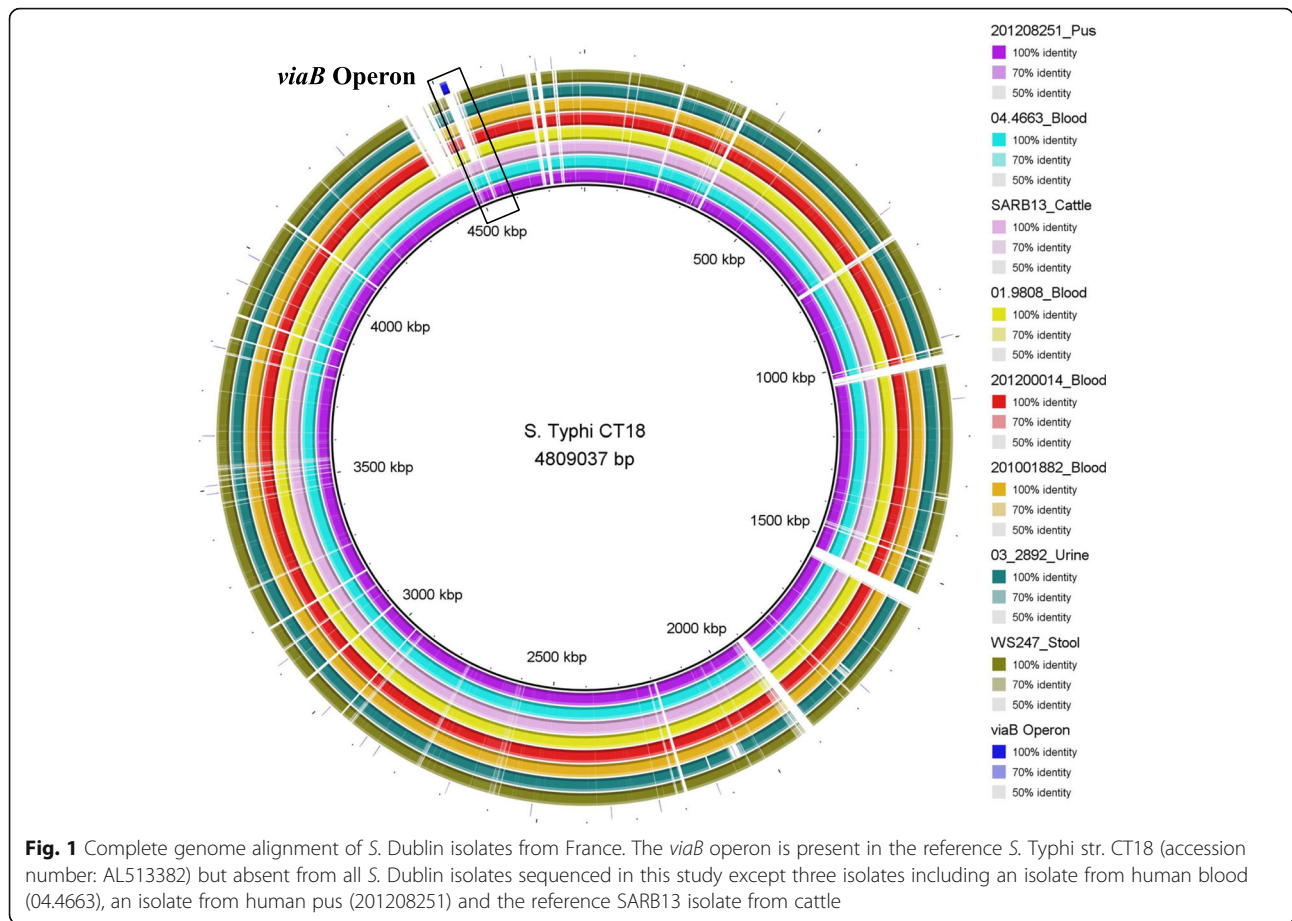 viaB Operon
4500 kbp
500 kbp
4000 kbp
1000 kbp
S. Typhi CT18
4809037 bp
3500 kbp
1500 kbp
3000 kbp
2000 kbp
2500 kbp
201208251_Pus
100% identity
70% identity
50% identity
04.4663_Blood
100% identity
70% identity
50% identity
SARB13_Cattle
100% identity
70% identity
50% identity
01.9808_Blood
100% identity
70% identity
50% identity
201200014_Blood
100% identity
70% identity
50% identity
201001882_Blood
100% identity
70% identity
50% identity
03_2892_Urine
100% identity
70% identity
50% identity
WS247_Stool
100% identity
70% identity
50% identity
viaB Operon
100% identity
70% identity
50% identity
Fig. 1 Complete genome alignment of S. Dublin isolates from France. The viaB operon is present in the reference S. Typhi str. CT18 (accession
number: AL513382) but absent from all S. Dublin isolates sequenced in this study except three isolates including an isolate from human blood
(04.4663), an isolate from human pus (201208251) and the reference SARB13 isolate from cattle